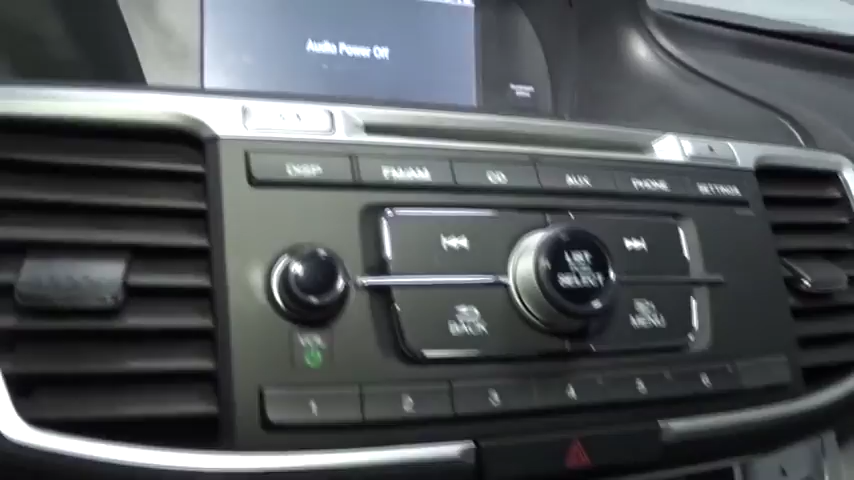 Audio Power Off
DISP FM/AM CD AUX PHONE SETTINGS
LIST
SELECT
BACK MENU
VOL
1 2 3 4 5 6